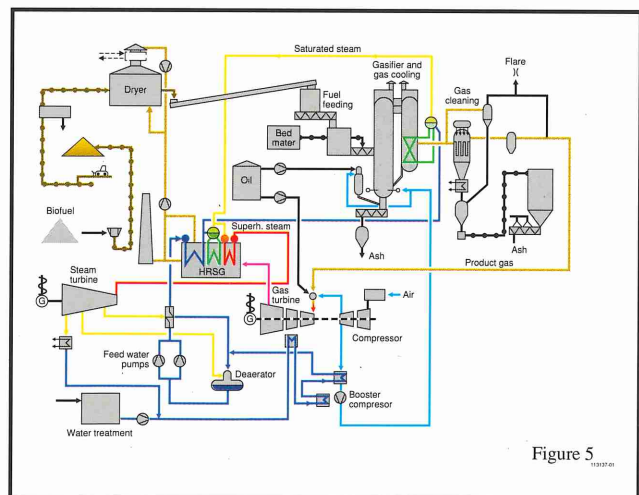 Saturated steam
Gasifier and
gas cooling
Flare
Gas
cleaning
Dryer
Fuel
feeding
Bed
mater
Oil
Biofuel
Superh. steam
HRSG
Ash
Ash
Product gas
Steam
turbine
Gas
turbine
Air
G
G
Compressor
Feed water
pumps
Deaerator
Booster
compresor
Water treatment
Figure 5
113137-01